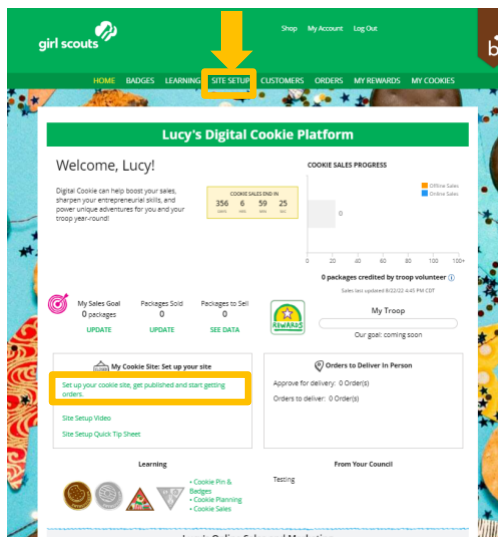 girl scouts
Shop My Account Log Out
b
HOME BADGES LEARNING SITE SETUP CUSTOMERS ORDERS MY REWARDS MY COOKIES
Lucy's Digital Cookie Platform
Welcome, Lucy!
Digital Cookie can help boost your sales,
sharpen your entrepreneurial skills, and
power unique adventures for you and your
troop year-round!
COOKIE SALES END IN
356 6 59 25
DAYS HRS MINS SEC
COOKIE SALES PROGRESS
Offline Sales
Online Sales
0
0 20 40 60 80 100 100+
0 packages credited by troop volunteer
Sales last updated 8/22/22 4:45 PM CDT
My Sales Goal
0 packages
UPDATE
Packages Sold
0
UPDATE
Packages to Sell
0
SEE DATA
REWARDS
My Troop
Our goal: coming soon
My Cookie Site: Set up your site
Set up your cookie site, get published and start getting
orders.
Site Setup Video
Site Setup Quick Tip Sheet
Orders to Deliver In Person
Approve for delivery: 0 Order(s)
Orders to deliver: 0 Order(s)
Learning
• Cookie Pin &
Badges
• Cookie Planning
• Cookie Sales
From Your Council
Testing